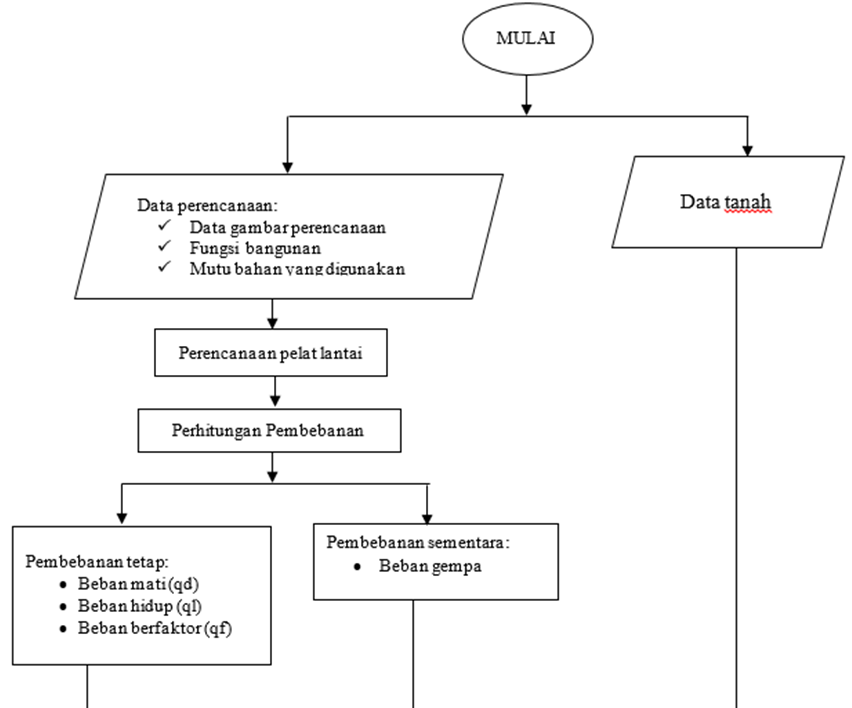 MULAI
Data perencanaan:
✓ Data gambar perencanaan
✓ Fungsi bangunan
✓ Mutu bahan yang digunakan
Data tanah
Perencanaan pelat lantai
Perhitungan Pembebanan
Pembebanan tetap:
• Beban mati (qd)
• Beban hidup (ql)
• Beban berfaktor (qf)
Pembebanan sementara:
• Beban gempa